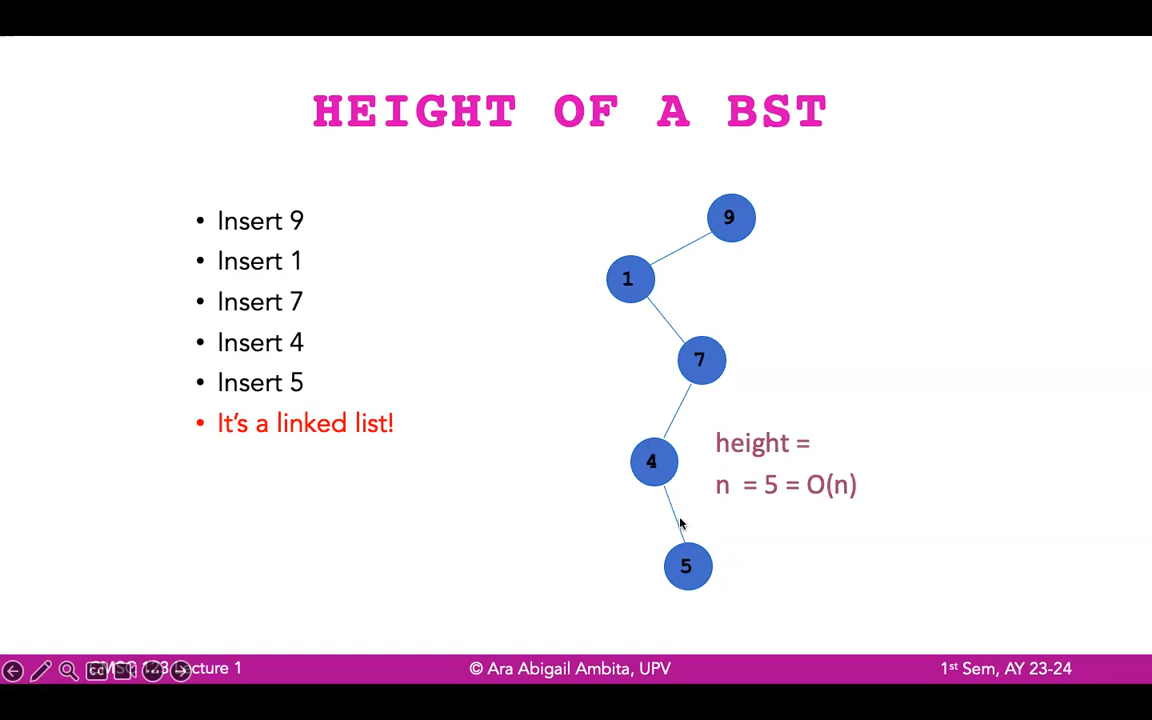 HEIGHT OF A BST
• Insert 9
• Insert 1
• Insert 7
• Insert 4
• Insert 5
• It's a linked list!
9
1
7
4
5
height =
n = 5 = O(n)
Lecture 1
© Ara Abigail Ambita, UPV
1st Sem, AY 23-24